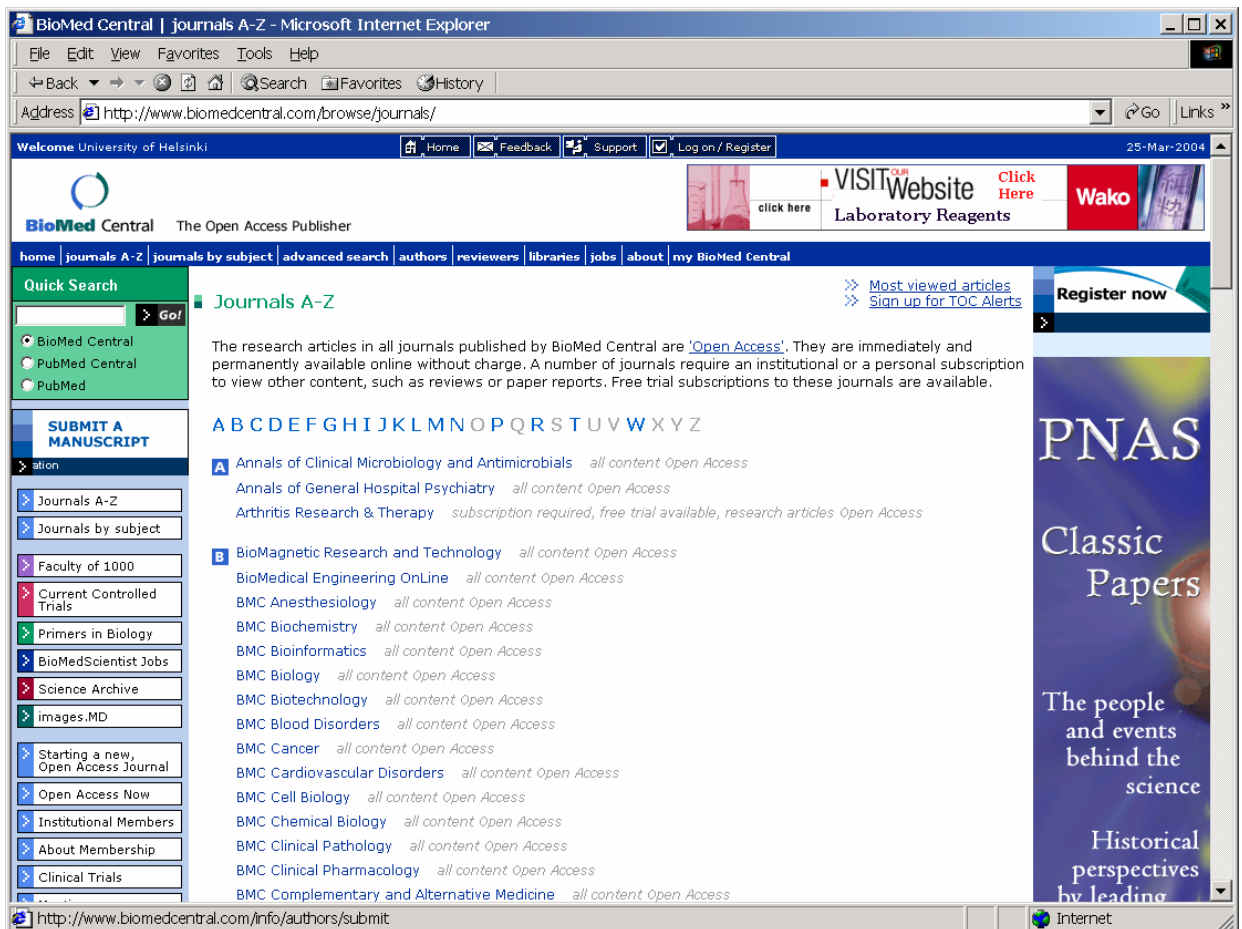 BioMed Central | journals A-Z - Microsoft Internet Explorer
File Edit View Favorites Tools Help
Back Search Favorites History
Address http://www.biomedcentral.com/browse/journals/ Go Links »
Welcome University of Helsinki Home Feedback Support Log on / Register 25-Mar-2004
BioMed Central The Open Access Publisher
click here VISIT OUR Website Click Here Laboratory Reagents Wako
home journals A-Z journals by subject advanced search authors reviewers libraries jobs about my BioMed Central
Quick Search
Go!
BioMed Central
PubMed Central
PubMed
SUBMIT A
MANUSCRIPT
ation
Journals A-Z
Journals by subject
Faculty of 1000
Current Controlled
Trials
Primers in Biology
BioMedScientist Jobs
Science Archive
images.MD
Starting a new,
Open Access Journal
Open Access Now
Institutional Members
About Membership
Clinical Trials
Journals A-Z
Most viewed articles
Sign up for TOC Alerts
The research articles in all journals published by BioMed Central are 'Open Access'. They are immediately and
permanently available online without charge. A number of journals require an institutional or a personal subscription
to view other content, such as reviews or paper reports. Free trial subscriptions to these journals are available.
A B C D E F G H I J K L M N O P Q R S T U V W X Y Z
A Annals of Clinical Microbiology and Antimicrobials all content Open Access
Annals of General Hospital Psychiatry all content Open Access
Arthritis Research & Therapy subscription required, free trial available, research articles Open Access
B BioMagnetic Research and Technology all content Open Access
BioMedical Engineering OnLine all content Open Access
BMC Anesthesiology all content Open Access
BMC Biochemistry all content Open Access
BMC Bioinformatics all content Open Access
BMC Biology all content Open Access
BMC Biotechnology all content Open Access
BMC Blood Disorders all content Open Access
BMC Cancer all content Open Access
BMC Cardiovascular Disorders all content Open Access
BMC Cell Biology all content Open Access
BMC Chemical Biology all content Open Access
BMC Clinical Pathology all content Open Access
BMC Clinical Pharmacology all content Open Access
BMC Complementary and Alternative Medicine all content Open Access
Register now
PNAS
Classic
Papers
The people
and events
behind the
science
Historical
perspectives
by leading
http://www.biomedcentral.com/info/authors/submit Internet